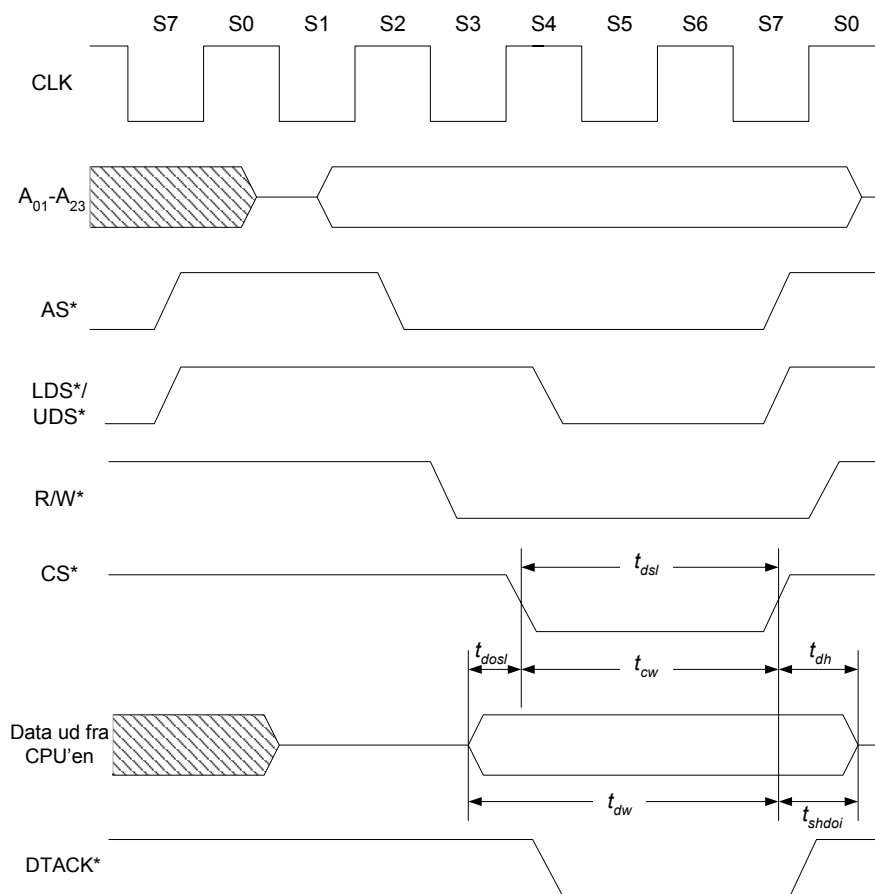 S7 S0 S1 S2 S3 S4 S5 S6 S7 S0
CLK
A01-A23
AS*
LDS*/
UDS*
R/W*
CS*
tdsl
tdosl
tcw
tdh
Data ud fra
CPU'en
tdw
tshdoi
DTACK*